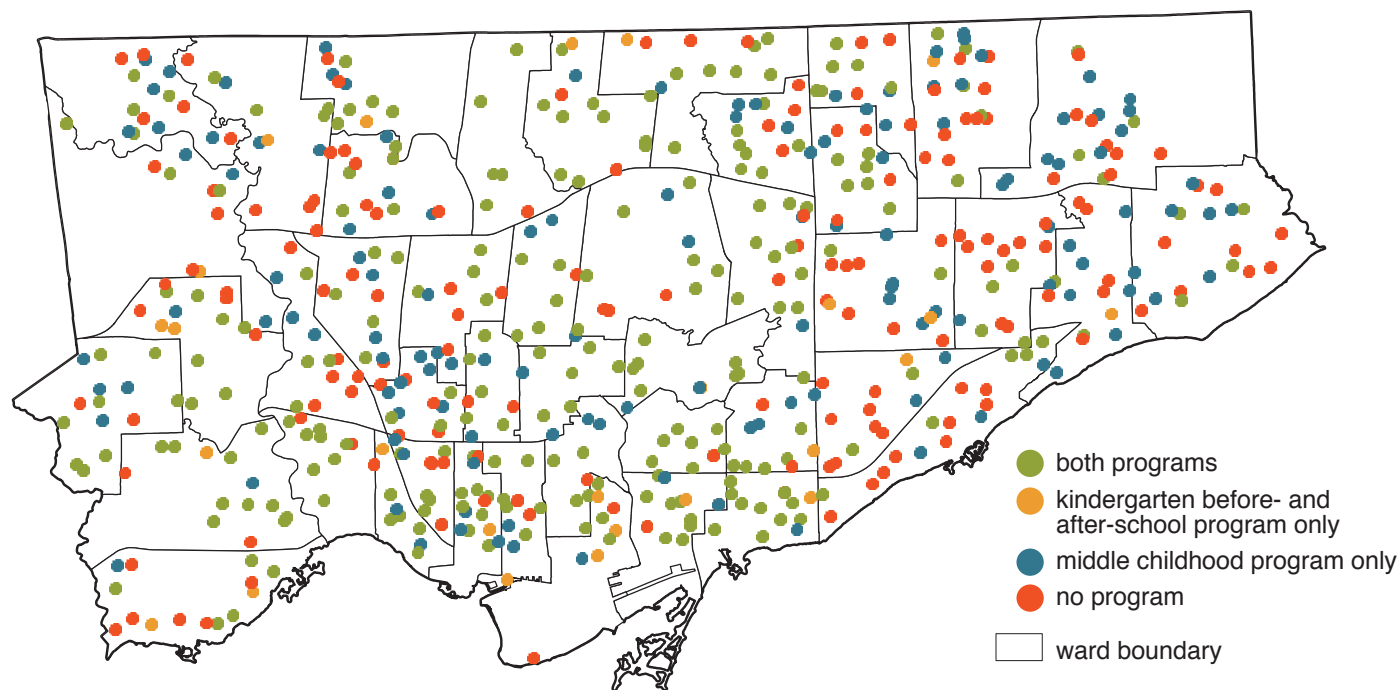 both programs
kindergarten before- and
after-school program only
middle childhood program only
no program
ward boundary